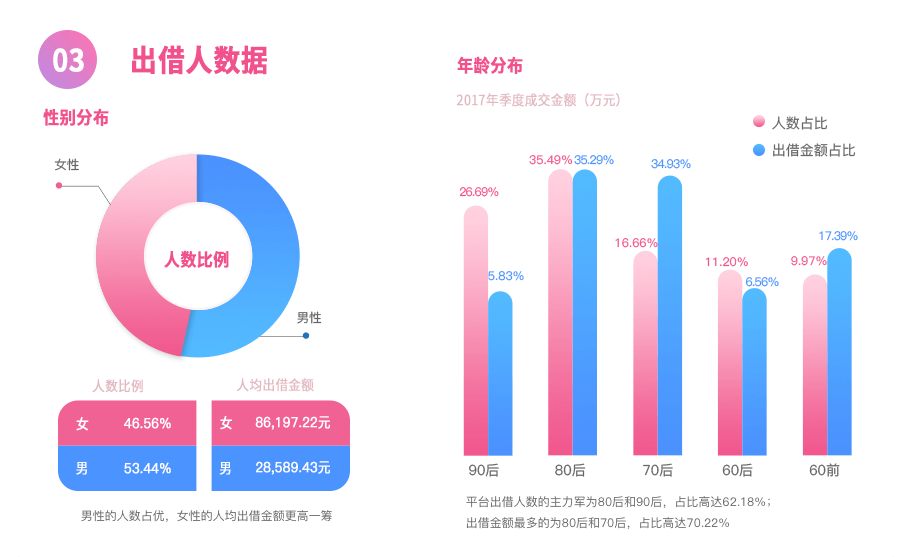 03 出借人数据
性别分布
女性
人数比例
男性
人数比例 人均出借金额
女 46.56% 女 86,197.22元
男 53.44% 男 28,589.43元
男性的人数占优，女性的人均出借金额更高一筹
年龄分布
2017年季度成交金额（万元）
人数占比
出借金额占比
26.69% 5.83% 35.49% 35.29% 16.66% 34.93% 11.20% 6.56% 9.97% 17.39%
90后 80后 70后 60后 60前
平台出借人数的主力军为80后和90后，占比高达62.18%；
出借金额最多的为80后和70后，占比高达70.22%